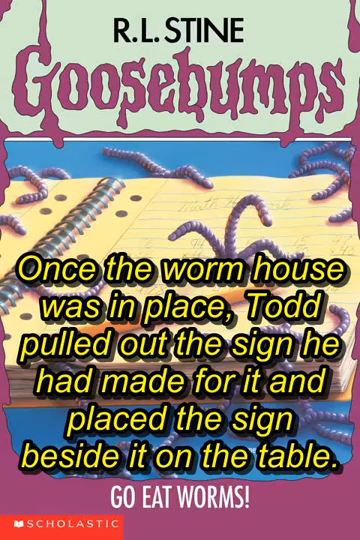 R.L. STINE
Goosebumps
Once the worm house
was in place, Todd
pulled out the sign he
had made for it and
placed the sign
beside it on the table.
GO EAT WORMS!
SCHOLASTIC